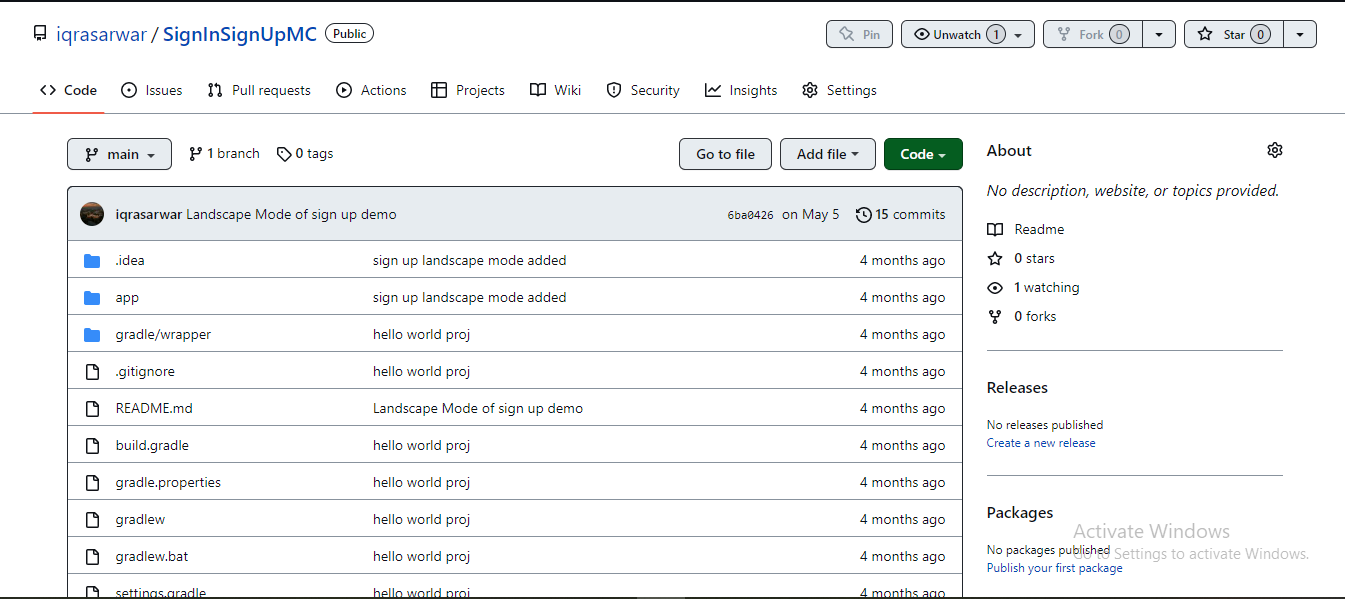 iqrasarwar / SignInSignUpMC Public
Pin Unwatch 1 Fork 0 Star 0
Code Issues Pull requests Actions Projects Wiki Security Insights Settings
main 1 branch 0 tags Go to file Add file Code
iqrasarwar Landscape Mode of sign up demo 6ba0426 on May 5 15 commits
.idea sign up landscape mode added 4 months ago
app sign up landscape mode added 4 months ago
gradle/wrapper hello world proj 4 months ago
.gitignore hello world proj 4 months ago
README.md Landscape Mode of sign up demo 4 months ago
build.gradle hello world proj 4 months ago
gradle.properties hello world proj 4 months ago
gradlew hello world proj 4 months ago
gradlew.bat hello world proj 4 months ago
settings.gradle hello world proj 4 months ago
About
No description, website, or topics provided.
Readme
0 stars
1 watching
0 forks
Releases
No releases published
Create a new release
Packages
No packages published
Publish your first package
Activate Windows
Go to Settings to activate Windows.